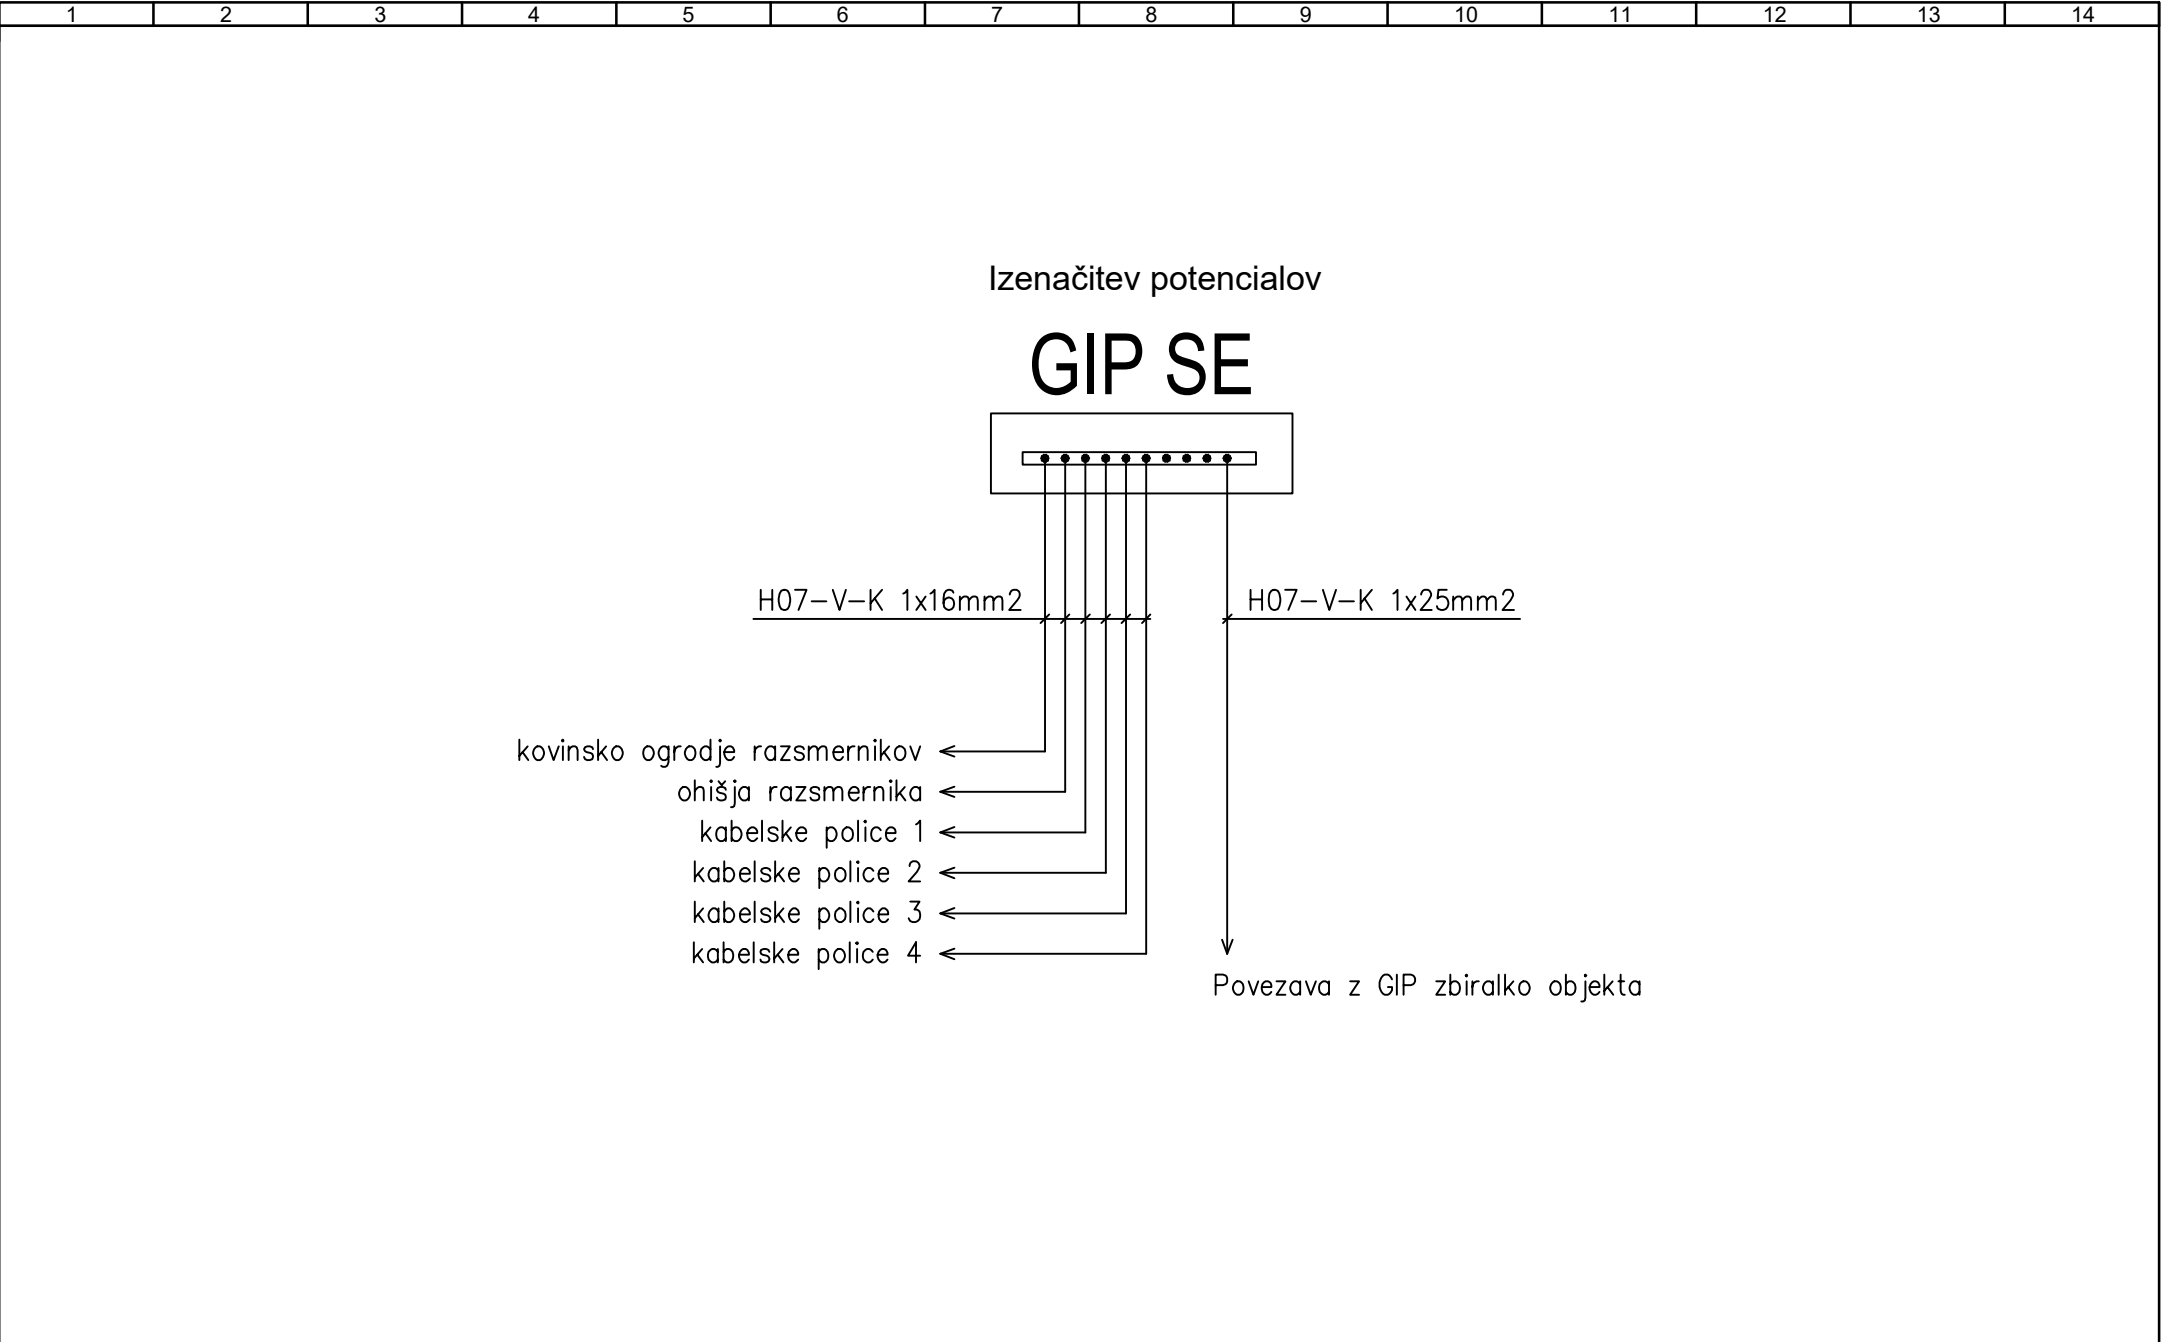 1 2 3 4 5 6 7 8 9 10 11 12 13 14
Izenačitev potencialov
GIP SE
H07-V-K 1x16mm2 H07-V-K 1x25mm2
kovinsko ogrodje razsmernikov
ohišja razsmernika
kabelske police 1
kabelske police 2
kabelske police 3
kabelske police 4
Povezava z GIP zbiralko objekta